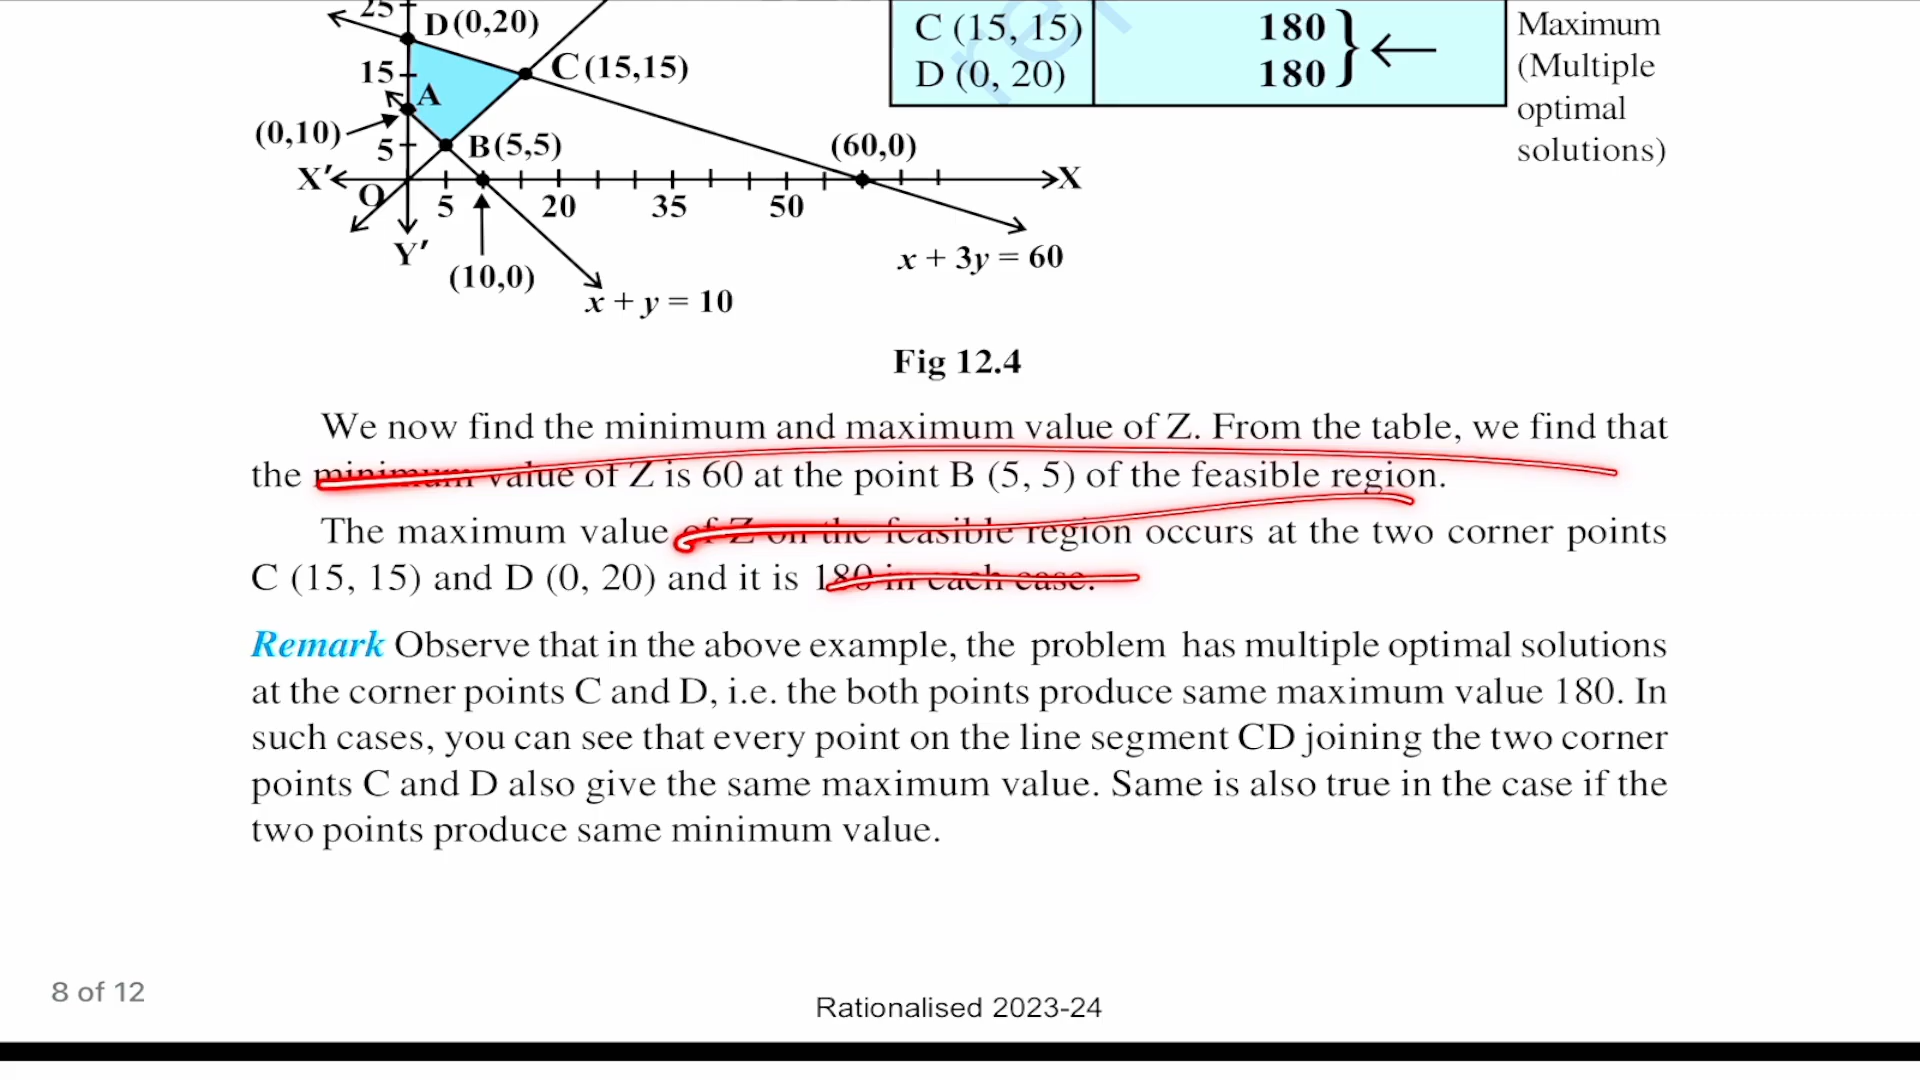 25
D(0,20)
C (15, 15) 180
Maximum
15
C(15,15)
D (0, 20) 180
(Multiple
A
optimal
(0,10)
5
B(5,5)
(60,0)
solutions)
X′
X
O
5 20 35 50
Y′
(10,0)
x + 3y = 60
x + y = 10
Fig 12.4
We now find the minimum and maximum value of Z. From the table, we find that
the minimum value of Z is 60 at the point B (5, 5) of the feasible region.
The maximum value of Z on the feasible region occurs at the two corner points
C (15, 15) and D (0, 20) and it is 180 in each case.
Remark Observe that in the above example, the problem has multiple optimal solutions
at the corner points C and D, i.e. the both points produce same maximum value 180. In
such cases, you can see that every point on the line segment CD joining the two corner
points C and D also give the same maximum value. Same is also true in the case if the
two points produce same minimum value.
8 of 12
Rationalised 2023-24